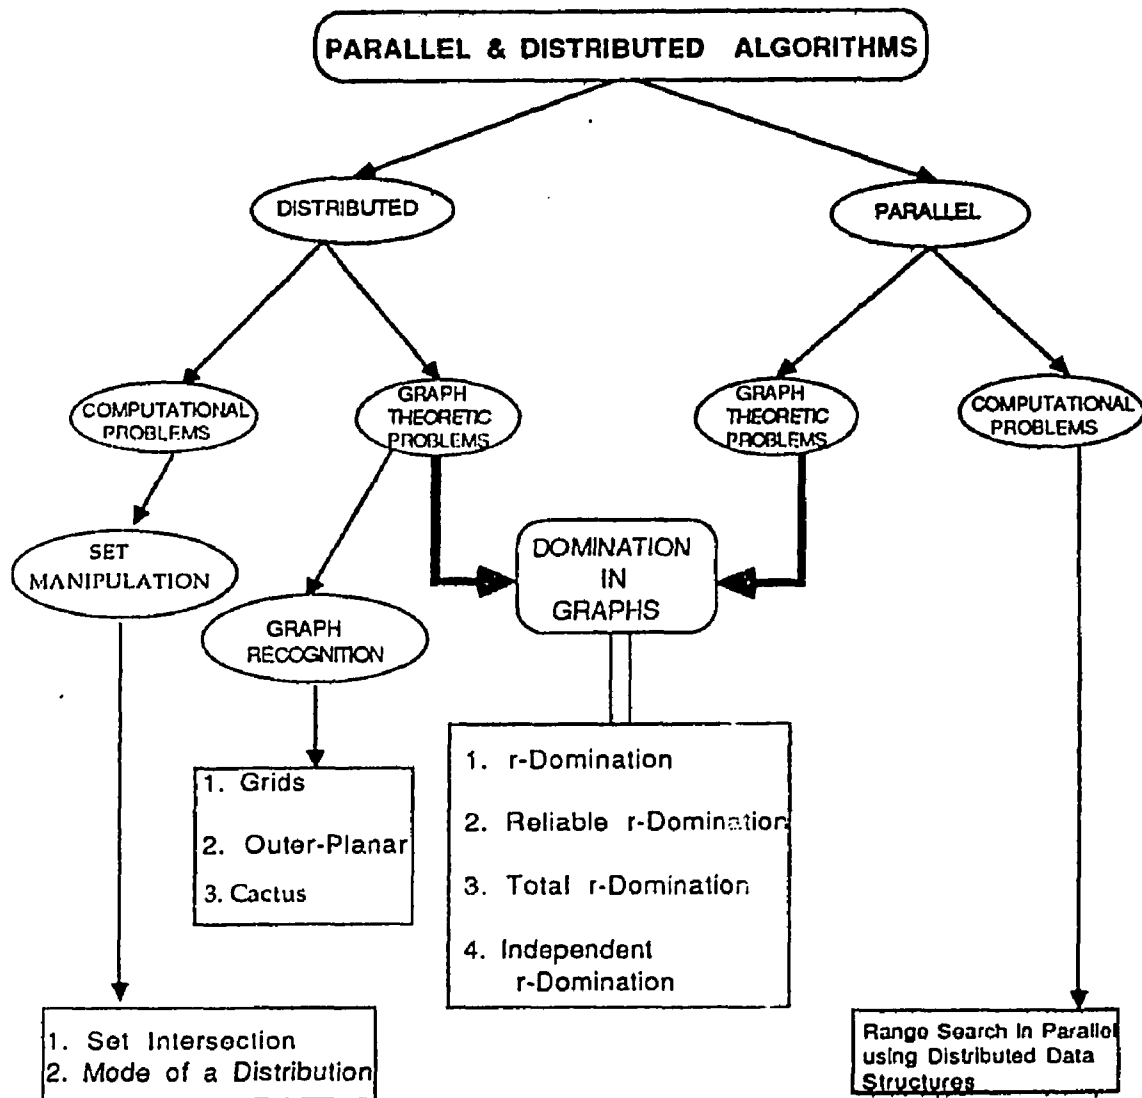 PARALLEL & DISTRIBUTED ALGORITHMS
DISTRIBUTED
PARALLEL
COMPUTATIONAL
PROBLEMS
GRAPH
THEORETIC
PROBLEMS
GRAPH
THEORETIC
PROBLEMS
COMPUTATIONAL
PROBLEMS
SET
MANIPULATION
GRAPH
RECOGNITION
DOMINATION
IN
GRAPHS
1. Grids
2. Outer-Planar
3. Cactus
1. r-Domination
2. Reliable r-Domination
3. Total r-Domination
4. Independent
r-Domination
1. Set Intersection
2. Mode of a Distribution
Range Search in Parallel
using Distributed Data
Structures